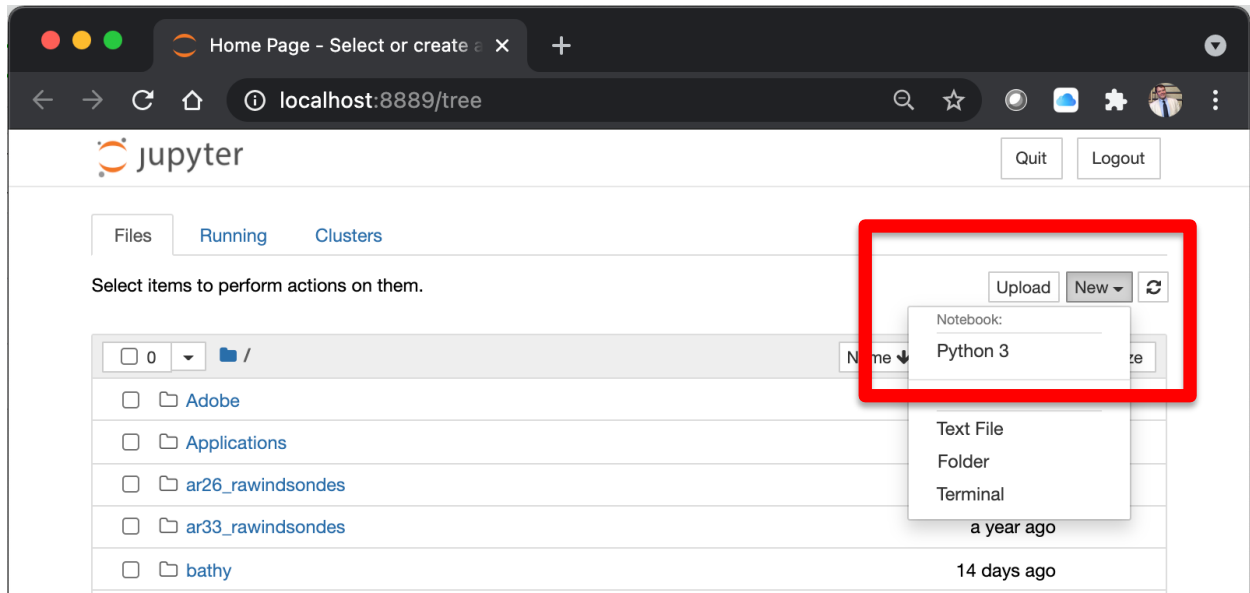 Home Page - Select or create a
localhost:8889/tree
jupyter
Quit Logout
Files Running Clusters
Select items to perform actions on them.
Upload New
Notebook:
0 /
Python 3
Adobe
Applications
Text File
Folder
ar26_rawindsondes
Terminal
ar33_rawindsondes a year ago
bathy 14 days ago